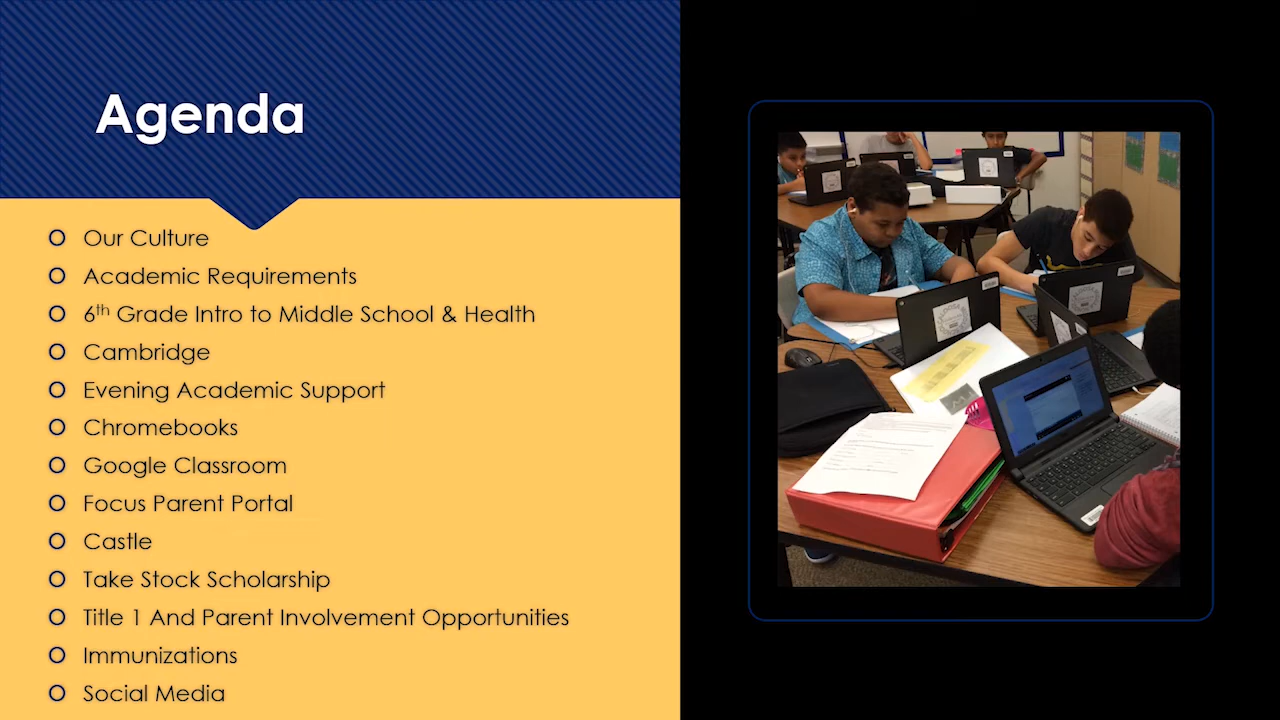 Agenda
Our Culture
Academic Requirements
6th Grade Intro to Middle School & Health
Cambridge
Evening Academic Support
Chromebooks
Google Classroom
Focus Parent Portal
Castle
Take Stock Scholarship
Title 1 And Parent Involvement Opportunities
Immunizations
Social Media